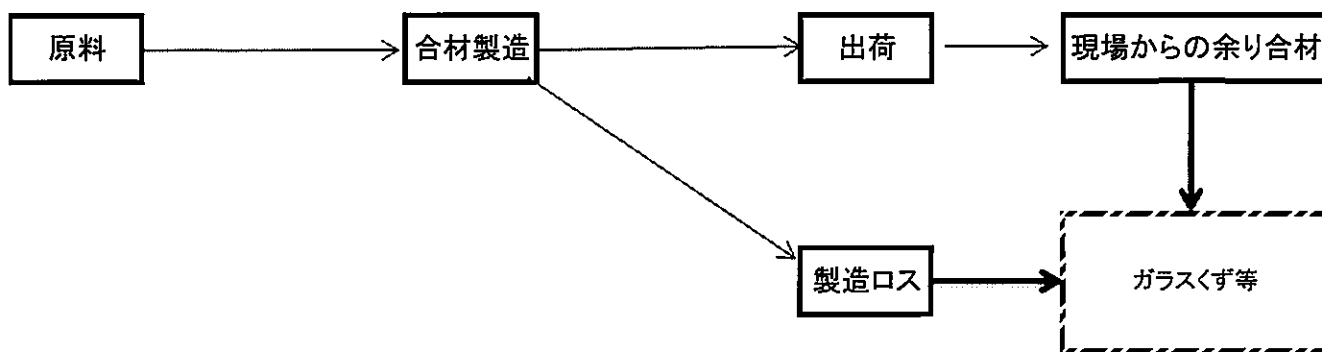 原料
合材製造
出荷
現場からの余り合材
製造ロス
ガラスくず等